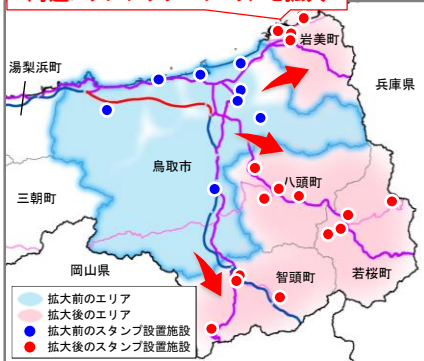 岩美町
湯梨浜町
兵庫県
鳥取市
三朝町
八頭町
岡山県
智頭町
若桜町
拡大前のエリア
拡大後のエリア
拡大前のスタンプ設置施設
拡大後のスタンプ設置施設